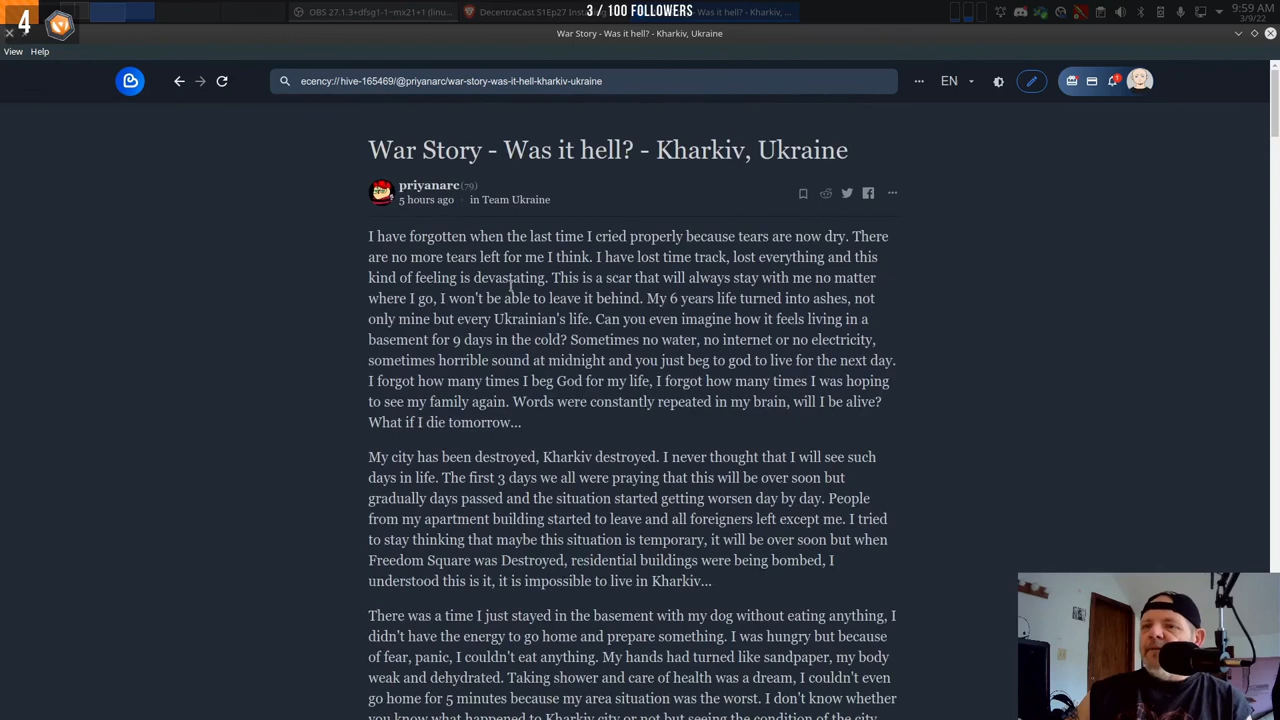 4
3 / 100 FOLLOWERS
OBS 27.1.3+dfsg1-1~mx21+1 (linu...
DecentraCast S1Ep27 Insta
Was it hell? - Kharkiv, ...
9:59 AM
3/9/22
War Story - Was it hell? - Kharkiv, Ukraine
View Help
ecency://hive-165469/@priyanarc/war-story-was-it-hell-kharkiv-ukraine
EN
1
War Story - Was it hell? - Kharkiv, Ukraine
priyanarc(79)
5 hours ago · in Team Ukraine
I have forgotten when the last time I cried properly because tears are now dry. There
are no more tears left for me I think. I have lost time track, lost everything and this
kind of feeling is devastating. This is a scar that will always stay with me no matter
where I go, I won't be able to leave it behind. My 6 years life turned into ashes, not
only mine but every Ukrainian's life. Can you even imagine how it feels living in a
basement for 9 days in the cold? Sometimes no water, no internet or no electricity,
sometimes horrible sound at midnight and you just beg to god to live for the next day.
I forgot how many times I beg God for my life, I forgot how many times I was hoping
to see my family again. Words were constantly repeated in my brain, will I be alive?
What if I die tomorrow...
My city has been destroyed, Kharkiv destroyed. I never thought that I will see such
days in life. The first 3 days we all were praying that this will be over soon but
gradually days passed and the situation started getting worsen day by day. People
from my apartment building started to leave and all foreigners left except me. I tried
to stay thinking that maybe this situation is temporary, it will be over soon but when
Freedom Square was Destroyed, residential buildings were being bombed, I
understood this is it, it is impossible to live in Kharkiv...
There was a time I just stayed in the basement with my dog without eating anything, I
didn't have the energy to go home and prepare something. I was hungry but because
of fear, panic, I couldn't eat anything. My hands had turned like sandpaper, my body
weak and dehydrated. Taking shower and care of health was a dream, I couldn't even
go home for 5 minutes because my area situation was the worst. I don't know whether
you know what happened to Kharkiv city or not but seeing the condition of the city